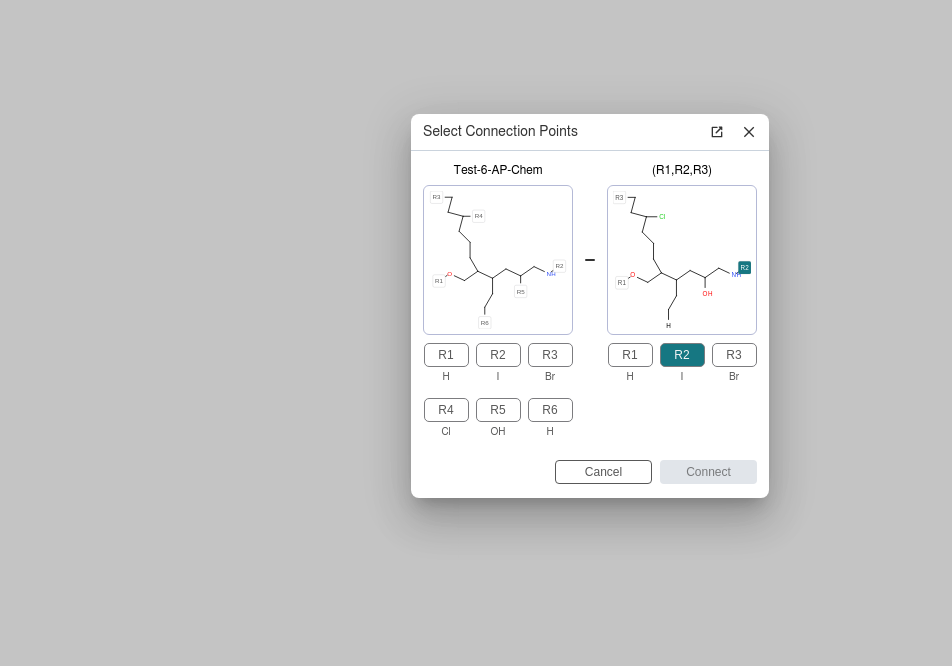 Select Connection Points
Test-6-AP-Chem
(R1,R2,R3)
R3
R4
R1
O
NH
R2
R5
R6
R3
Cl
R1
O
NH
R2
OH
H
R1 R2 R3
H I Br
R4 R5 R6
Cl OH H
R1 R2 R3
H I Br
Cancel
Connect